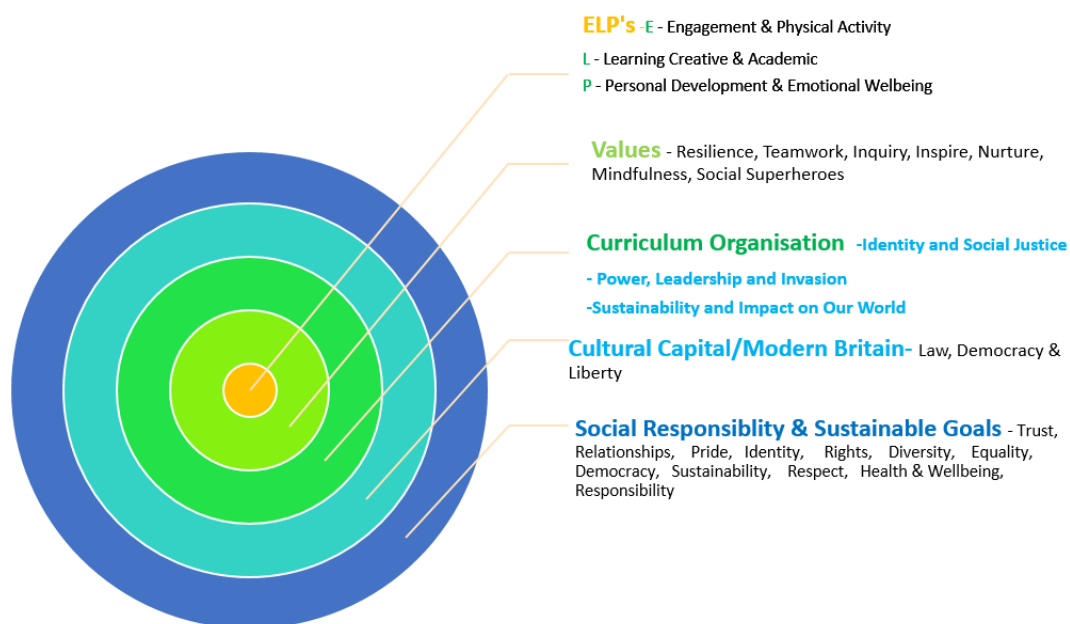 ELP's -E - Engagement & Physical Activity
L - Learning Creative & Academic
P - Personal Development & Emotional Welbeing
Values - Resilience, Teamwork, Inquiry, Inspire, Nurture,
Mindfulness, Social Superheroes
Curriculum Organisation -Identity and Social Justice
- Power, Leadership and Invasion
-Sustainability and Impact on Our World
Cultural Capital/Modern Britain- Law, Democracy &
Liberty
Social Responsiblity & Sustainable Goals - Trust,
Relationships, Pride, Identity, Rights, Diversity, Equality,
Democracy, Sustainability, Respect, Health & Wellbeing,
Responsibility